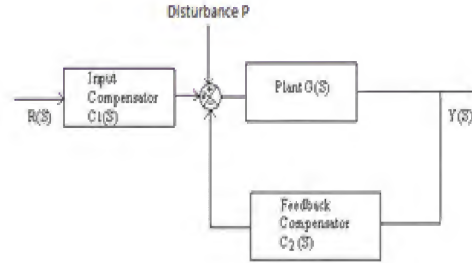 Disturbance P
Input
Compensator
C1(S)
R(S)
Plant G(S)
Y(S)
Feedback
Compensator
C2(S)